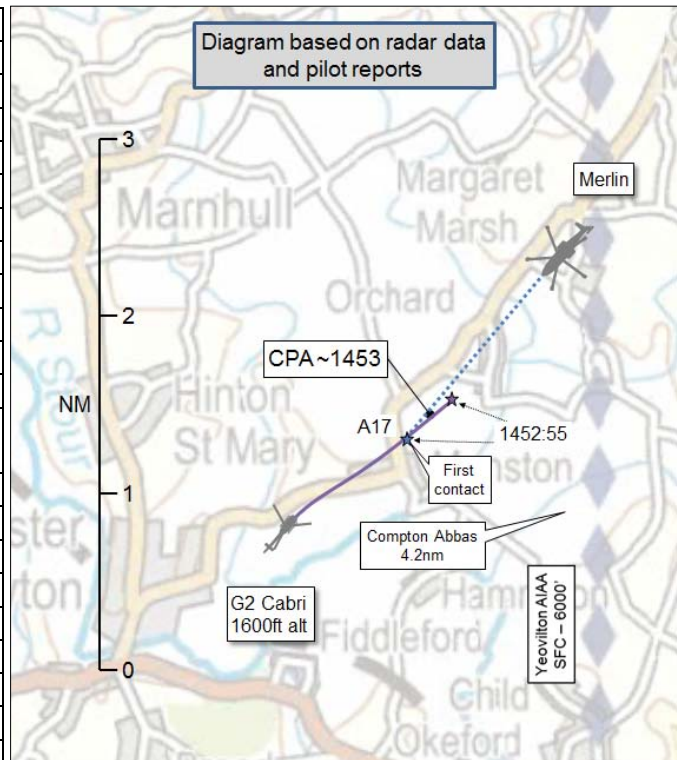 Diagram based on radar data
and pilot reports
3
Margaret
Marsh
Merlin
Marnhull
Orchard
2
CPA~1453
NM
Hinton
St'Mary
R Stour
A17
1452:55
First
contact
1
Compton Abbas
4.2nm
G2 Cabri
1600ft alt
Yeovilton AIAA
SFC – 6000'
Fiddleford
0
Child
Okeford